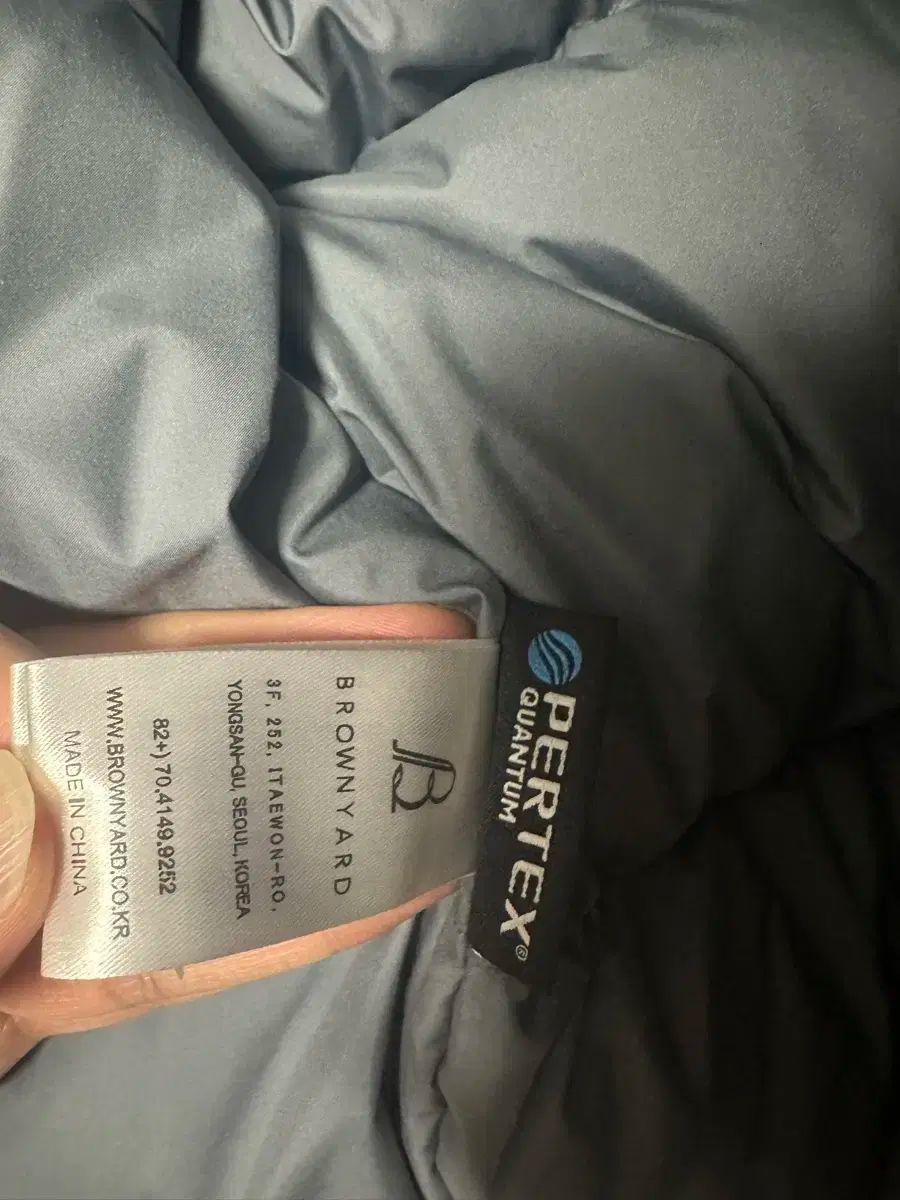 B
BROWNYARD
3F, 252, ITAEWON-RO,
YONGSAN-GU, SEOUL, KOREA
82+) 70.4149.9252
WWW.BROWNYARD.CO.KR
MADE IN CHINA
PERTEX®
QUANTUM